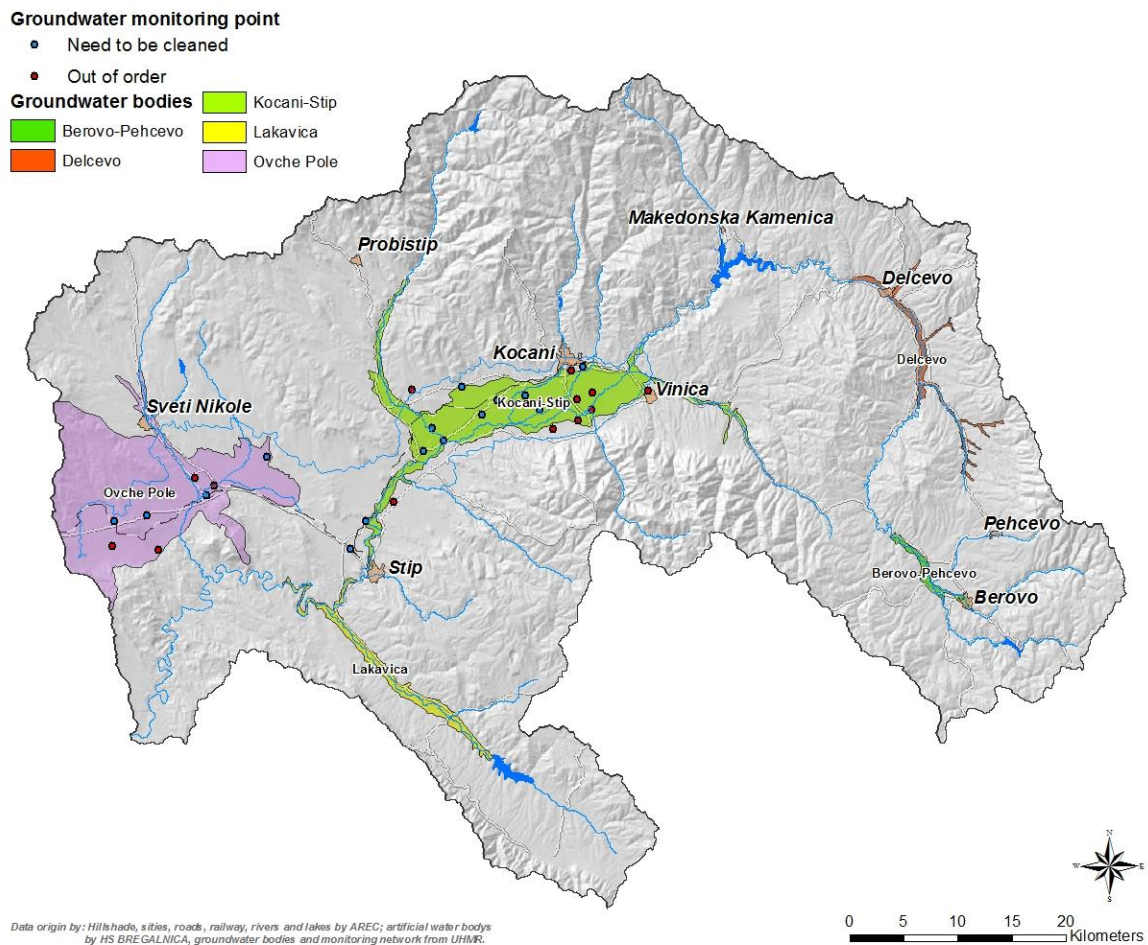 Groundwater monitoring point
Need to be cleaned
Out of order
Groundwater bodies
Kocani-Stip
Berovo-Pehcevo
Lakavica
Delcevo
Ovche Pole
Makedonska Kamenica
Probistip
Delcevo
Kocani
Delcevo
Vinica
Kocani-Stip
Sveti Nikole
Ovche Pole
Pehcevo
Stip
Berovo-Pehcevo
Berovo
Lakavica
N
W
E
S
Data origin by: Hillshade, sities, roads, railway, rivers and lakes by AREC; artificial water bodys
by HS BREGALNICA, groundwater bodies and monitoring network from UHMR.
0 5 10 15 20
Kilometers